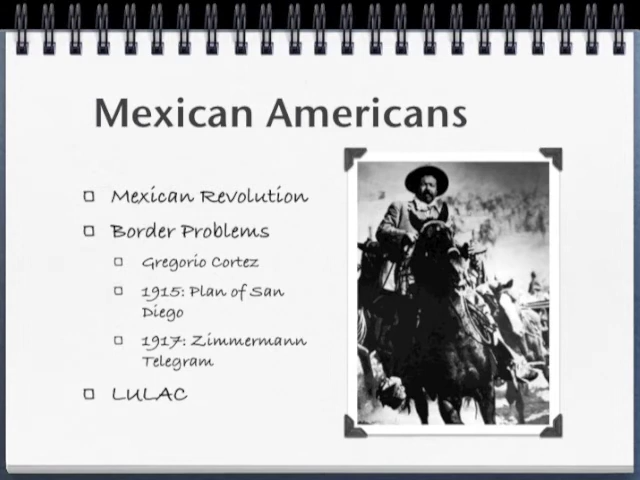 Mexican Americans
Mexican Revolution
Border Problems
Gregorio Cortez
1915: Plan of San
Diego
1917: Zimmermann
Telegram
LULAC